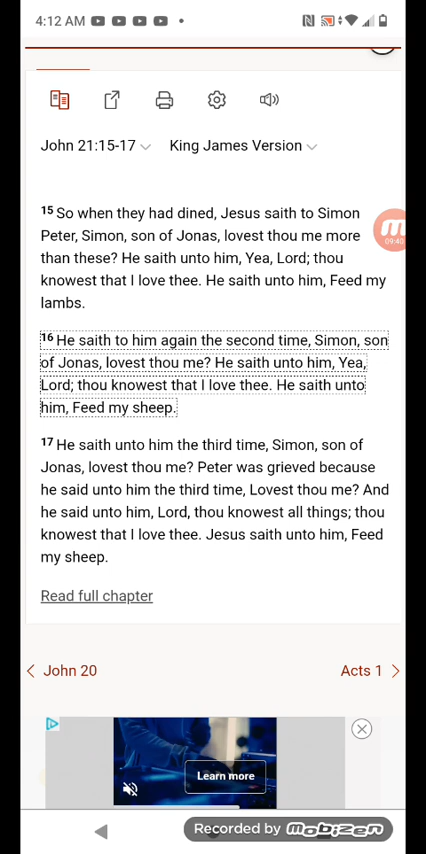 4:12 AM
09:40
John 21:15-17 King James Version
15 So when they had dined, Jesus saith to Simon
Peter, Simon, son of Jonas, lovest thou me more
than these? He saith unto him, Yea, Lord; thou
knowest that I love thee. He saith unto him, Feed my
lambs.
16 He saith to him again the second time, Simon, son
of Jonas, lovest thou me? He saith unto him, Yea,
Lord; thou knowest that I love thee. He saith unto
him, Feed my sheep.
17 He saith unto him the third time, Simon, son of
Jonas, lovest thou me? Peter was grieved because
he said unto him the third time, Lovest thou me? And
he said unto him, Lord, thou knowest all things; thou
knowest that I love thee. Jesus saith unto him, Feed
my sheep.
Read full chapter
John 20 Acts 1
Learn more
Recorded by mobizen